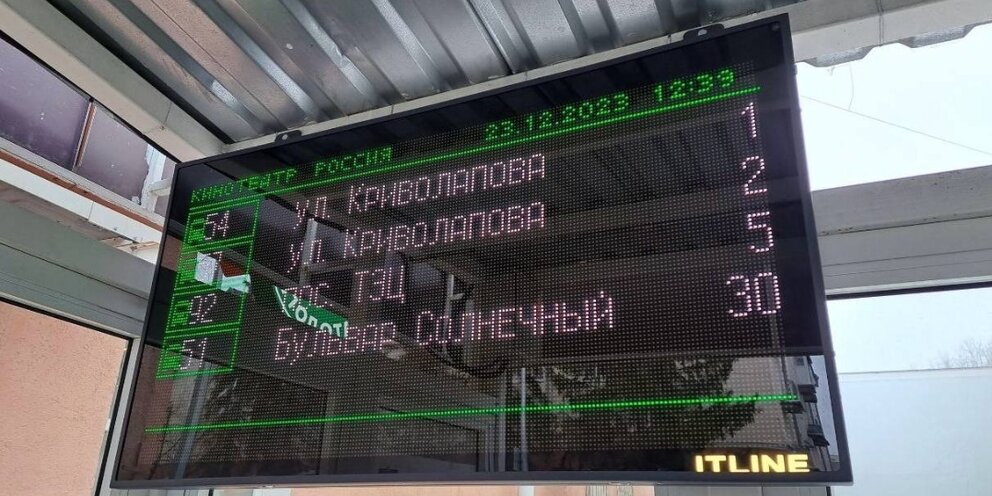 КИНОТЕАТР РОССИЯ 23.12.2023 12:39
54 УЛ. КРИВОЛАПОВА 1
УЛ. КРИВОЛАПОВА 2
ТЭЦ 5
51 БУЛЬВАР СОЛНЕЧНЫЙ 30
ITLINE